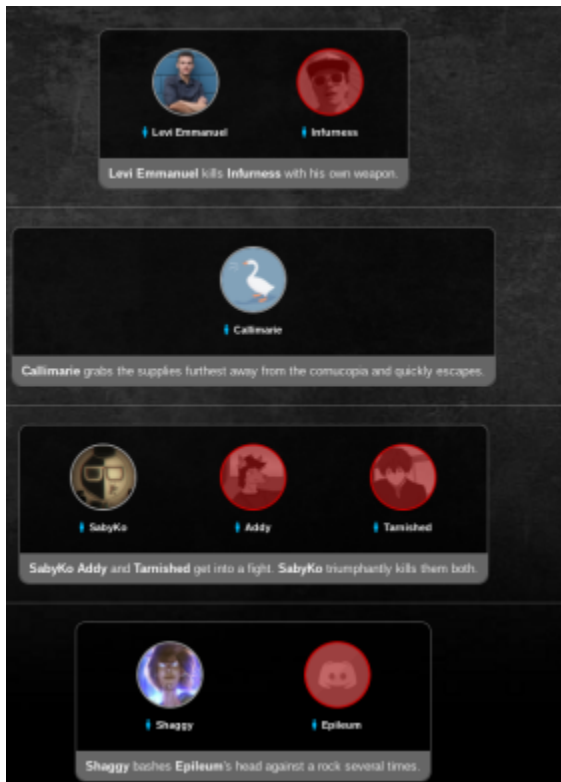 Levi Emmanuel
Infurness
Levi Emmanuel kills Infurness with his own weapon.
Callimarie
Callimarie grabs the supplies furthest away from the cornucopia and quickly escapes.
SabyKo
Addy
Tarnished
SabyKo Addy and Tarnished get into a fight. SabyKo triumphantly kills them both.
Shaggy
Epileum
Shaggy bashes Epileum's head against a rock several times.